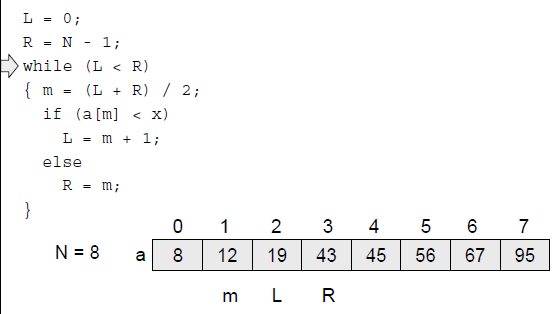 L = 0;
R = N - 1;
while (L < R)
{ m = (L + R) / 2;
if (a[m] < x)
L = m + 1;
else
R = m;
}
0 1 2 3 4 5 6 7
N = 8 a 8 12 19 43 45 56 67 95
m L R